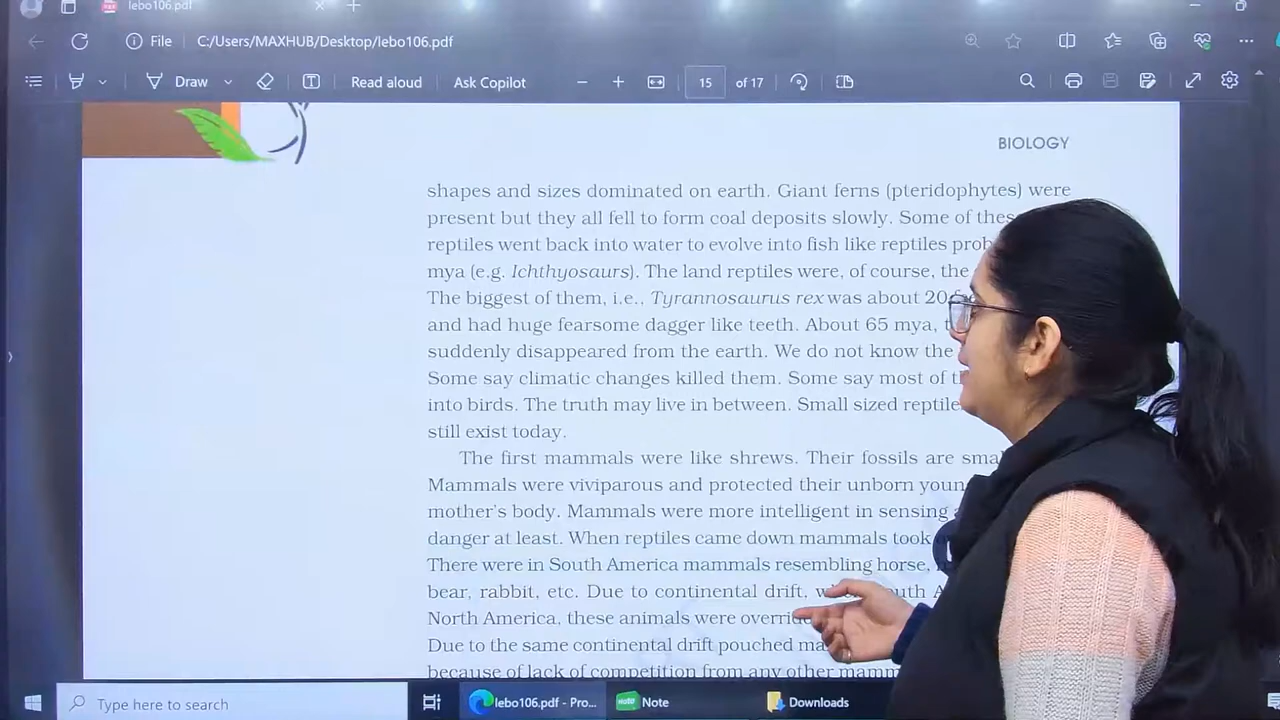 lebo106.pdf
File
C:/Users/MAXHUB/Desktop/lebo106.pdf
Draw
Read aloud
Ask Copilot
15
of 17
BIOLOGY
shapes and sizes dominated on earth. Giant ferns (pteridophytes) were
present but they all fell to form coal deposits slowly. Some of these
reptiles went back into water to evolve into fish like reptiles
mya (e.g. Ichthyosaurs). The land reptiles were, of course, the
The biggest of them, i.e., Tyrannosaurus rex was about 20
and had huge fearsome dagger like teeth. About 65 mya,
suddenly disappeared from the earth. We do not know the
Some say climatic changes killed them. Some say most of
into birds. The truth may live in between. Small sized
still exist today.
The first mammals were like shrews. Their fossils are
Mammals were viviparous and protected their unborn
mother's body. Mammals were more intelligent in sensing
danger at least. When reptiles came down mammals took
There were in South America mammals resembling horse,
bear, rabbit, etc. Due to continental drift,
North America, these animals were
Due to the same continental drift pouched
because of lack of competition from any other
Type here to search
lebo106.pdf - Pro...
Note
Downloads